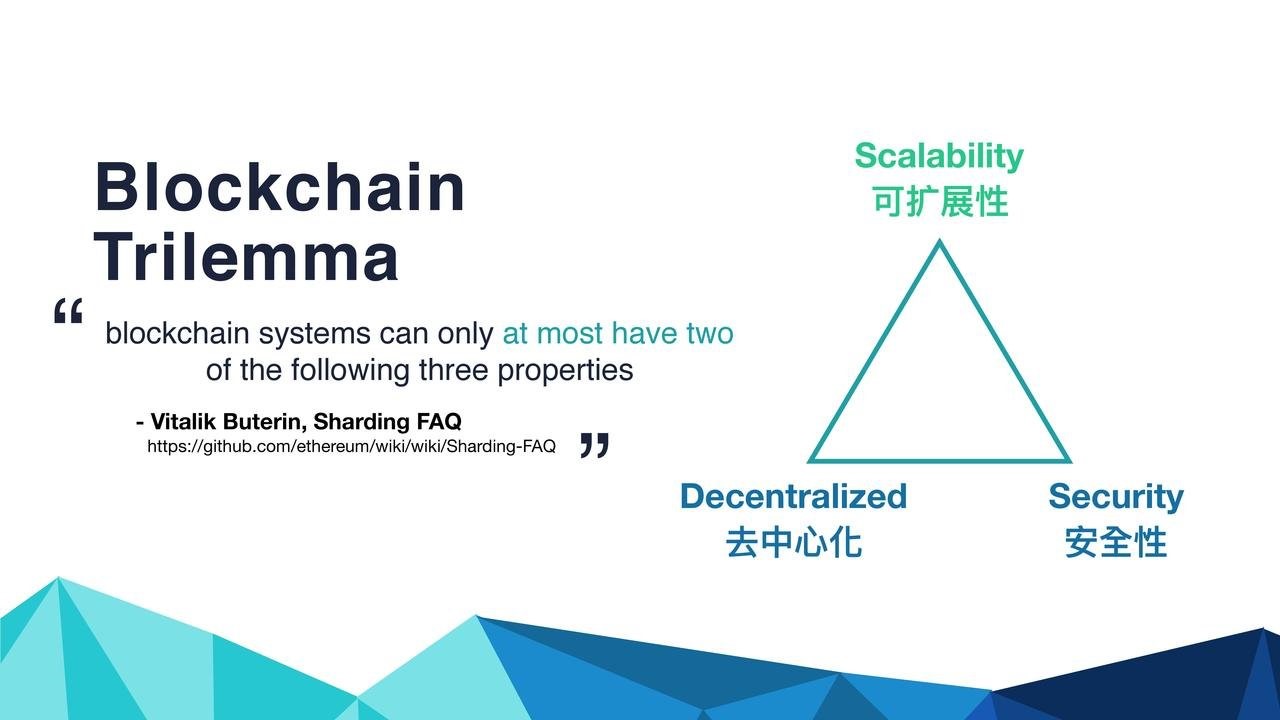 Blockchain
Trilemma
“ blockchain systems can only at most have two
of the following three properties
- Vitalik Buterin, Sharding FAQ
https://github.com/ethereum/wiki/wiki/Sharding-FAQ ”
Scalability
可扩展性
Decentralized
去中心化
Security
安全性